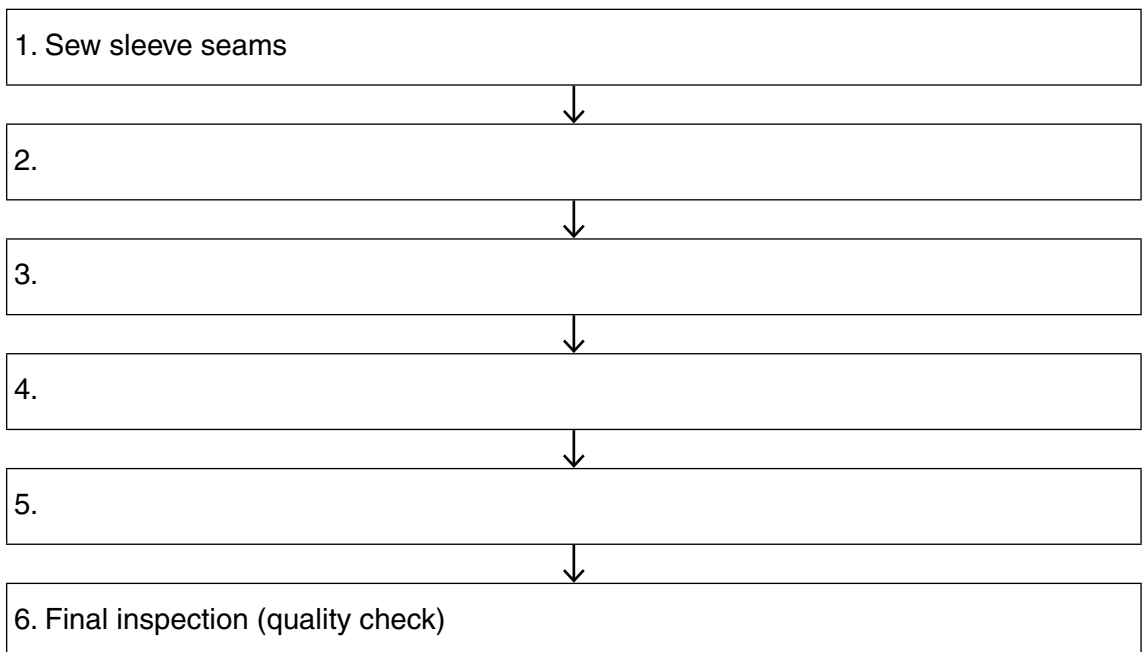 1. Sew sleeve seams
2.
3.
4.
5.
6. Final inspection (quality check)